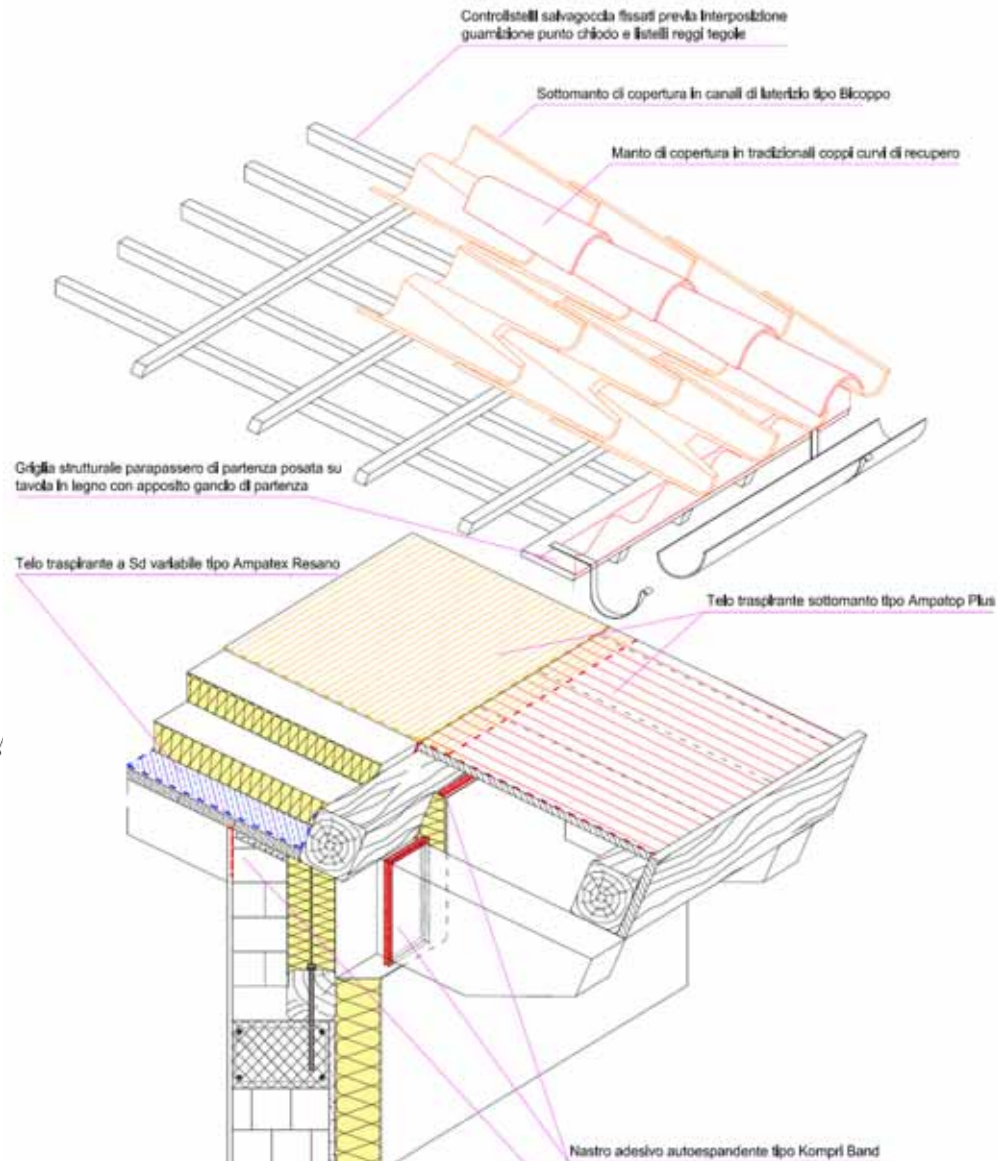 Controlistelli salvagoccia fissati previa interposizione
guarnizione punto chiodo e listelli reggi tegole
Sottomanto di copertura in canali di laterizio tipo Bicoppo
Manto di copertura in tradizionali coppi curvi di recupero
Griglia strutturale parapassero di partenza posata su
tavola in legno con apposito gancio di partenza
Telo traspirante a Sd variabile tipo Ampatex Resano
Telo traspirante sottomanto tipo Ampatop Plus
Nastro adesivo autoespandente tipo Kompri Band